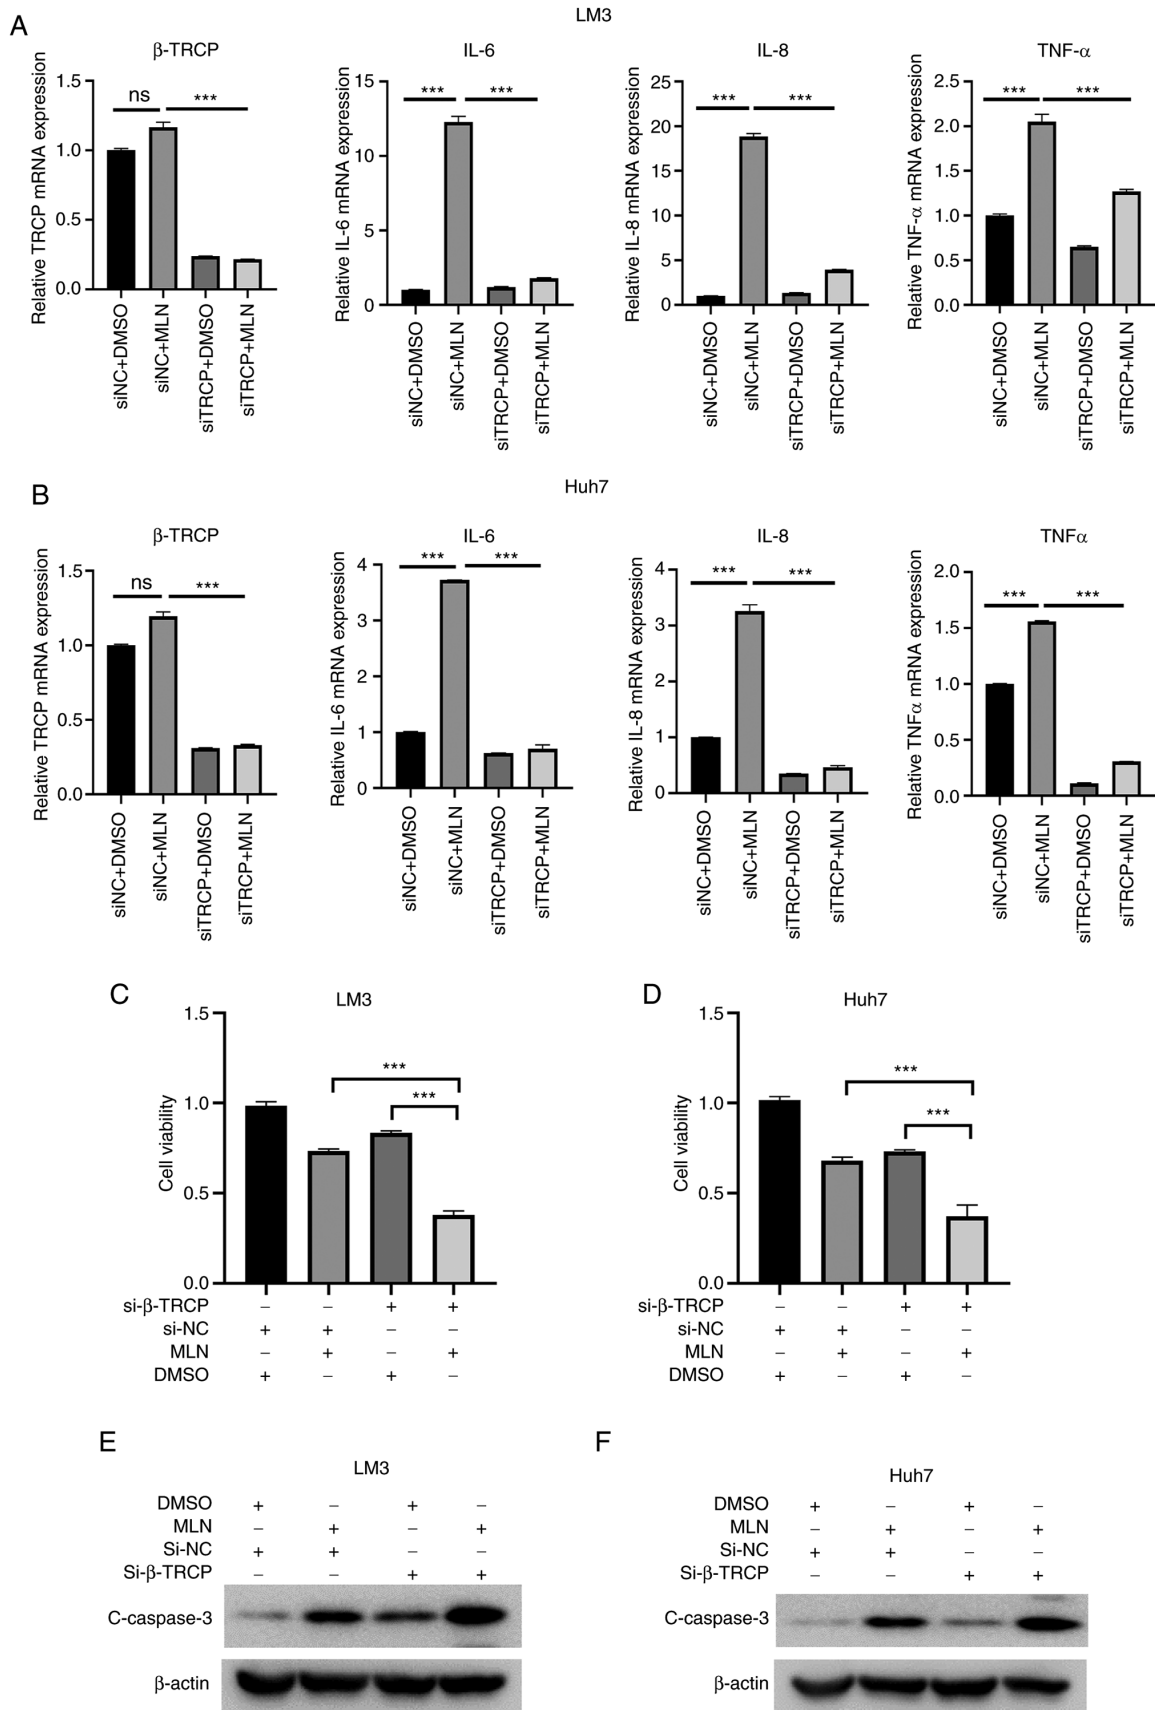 A
LM3
β-TRCP
IL-6
IL-8
TNF-α
Relative TRCP mRNA expression
1.5
1.0
0.5
0.0
ns
***
siNC+DMSO
siNC+MLN
siTRCP+DMSO
siTRCP+MLN
Relative IL-6 mRNA expression
15
10
5
0
***
***
siNC+DMSO
siNC+MLN
siTRCP+DMSO
siTRCP+MLN
Relative IL-8 mRNA expression
25
20
15
10
5
0
***
***
siNC+DMSO
siNC+MLN
siTRCP+DMSO
siTRCP+MLN
Relative TNF-α mRNA expression
2.5
2.0
1.5
1.0
0.5
0.0
***
***
siNC+DMSO
siNC+MLN
siTRCP+DMSO
siTRCP+MLN
B
Huh7
β-TRCP
IL-6
IL-8
TNFα
Relative TRCP mRNA expression
1.5
1.0
0.5
0.0
ns
***
siNC+DMSO
siNC+MLN
siTRCP+DMSO
siTRCP+MLN
Relative IL-6 mRNA expression
4
3
2
1
0
***
***
siNC+DMSO
siNC+MLN
siTRCP+DMSO
siTRCP+MLN
Relative IL-8 mRNA expression
4
3
2
1
0
***
***
siNC+DMSO
siNC+MLN
siTRCP+DMSO
siTRCP+MLN
Relative TNFα mRNA expression
2.0
1.5
1.0
0.5
0.0
***
***
siNC+DMSO
siNC+MLN
siTRCP+DMSO
siTRCP+MLN
C
LM3
Cell viability
1.5
1.0
0.5
0.0
***
***
si-β-TRCP – – + +
si-NC + + – –
MLN – + – +
DMSO + – + –
D
Huh7
Cell viability
1.5
1.0
0.5
0.0
***
***
si-β-TRCP – – + +
si-NC + + – –
MLN – + – +
DMSO + – + –
E
LM3
DMSO + – + –
MLN – + – +
Si-NC + + – –
Si-β-TRCP – – + +
C-caspase-3
β-actin
F
Huh7
DMSO + – + –
MLN – + – +
Si-NC + + – –
Si-β-TRCP – – + +
C-caspase-3
β-actin